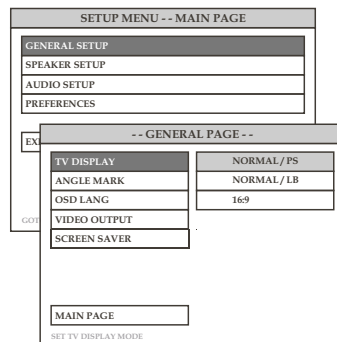 SETUP MENU - - MAIN PAGE
GENERAL SETUP
SPEAKER SETUP
AUDIO SETUP
PREFERENCES
EX
GOT
- - GENERAL PAGE - -
TV DISPLAY
NORMAL / PS
ANGLE MARK
NORMAL / LB
OSD LANG
16:9
VIDEO OUTPUT
SCREEN SAVER
MAIN PAGE
SET TV DISPLAY MODE